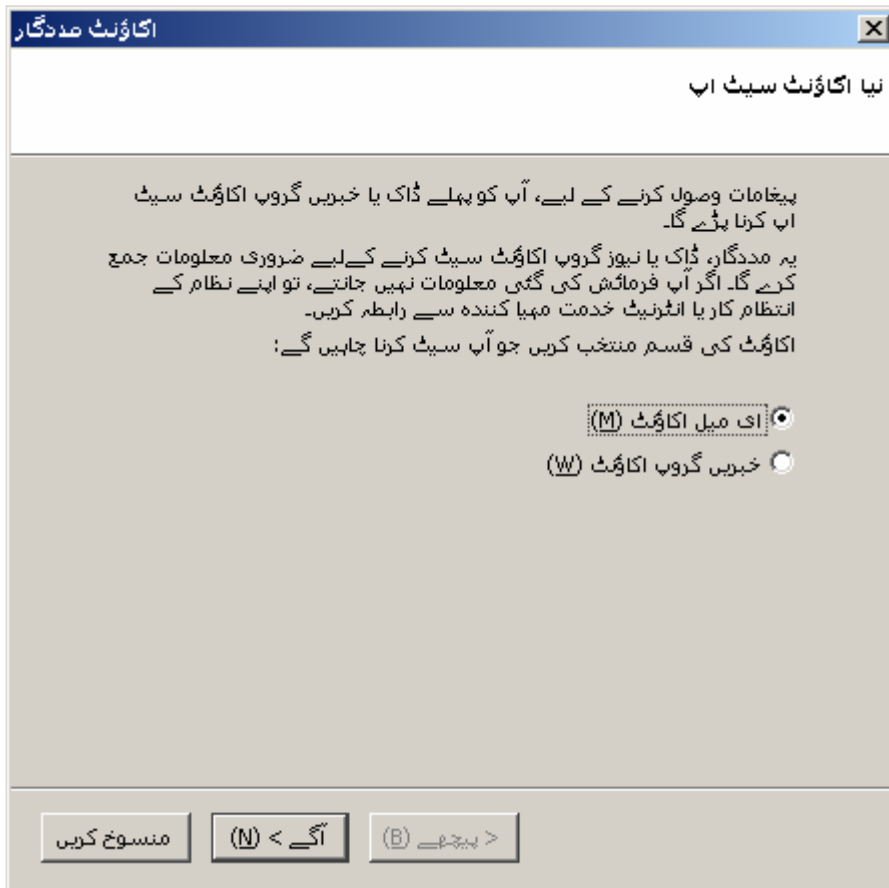 اکاؤنٹ مددگار
نیا اکاؤنٹ سیٹ اپ
پیغامات وصول کرنے کے لیے، آپ کو پہلے ڈاک یا خبریں گروپ اکاؤنٹ سیٹ
اپ کرنا پڑے گا۔
یہ مددگار، ڈاک یا نیوز گروپ اکاؤنٹ سیٹ کرنے کےلیے ضروری معلومات جمع
کرے گا۔ اگر آپ فرمائش کی گئی معلومات نہیں جانتے، تو اپنے نظام کے
انتظام کار یا انٹرنیٹ خدمت مہیا کنندہ سے رابطہ کریں۔
اکاؤنٹ کی قسم منتخب کریں جو آپ سیٹ کرنا چاہیں گے:
ای میل اکاؤنٹ (M)
خبریں گروپ اکاؤنٹ (W)
< پیچھے (B)
آگے > (N)
منسوخ کریں